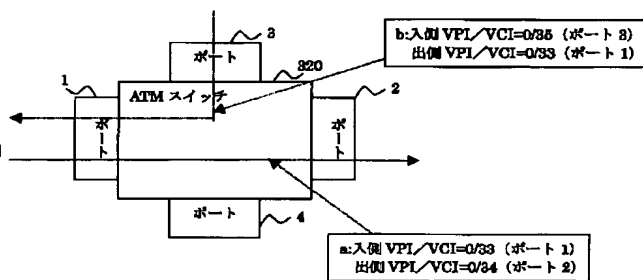 3
ポート
320
b:入側 VPI/VCI=0/35 (ポート 3)
出側 VPI/VCI=0/33 (ポート 1)
1
ATM スイッチ
2
ポート
ポート
ポート
4
a:入側 VPI/VCI=0/33 (ポート 1)
出側 VPI/VCI=0/34 (ポート 2)